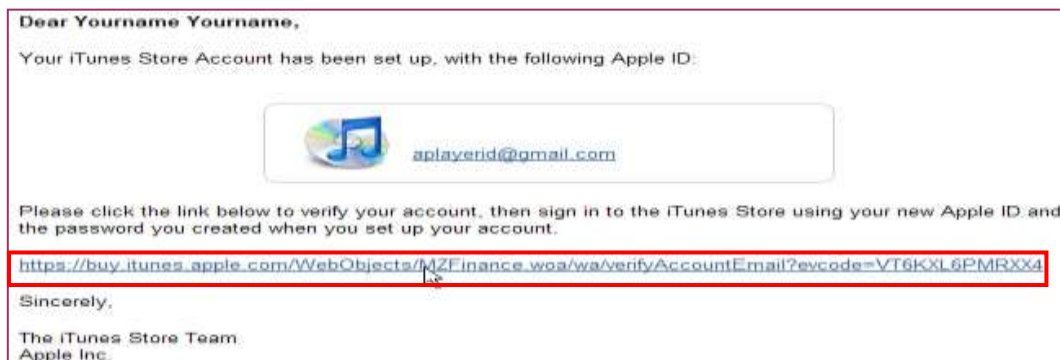 Dear Yourname Yourname,
Your iTunes Store Account has been set up, with the following Apple ID:
aplayerid@gmail.com
Please click the link below to verify your account, then sign in to the iTunes Store using your new Apple ID and
the password you created when you set up your account.
https://buy.itunes.apple.com/WebObjects/MZFinance.woa/wa/verifyAccountEmail?evcode=VT6KXL6PMRXX4
Sincerely,
The iTunes Store Team
Apple Inc.